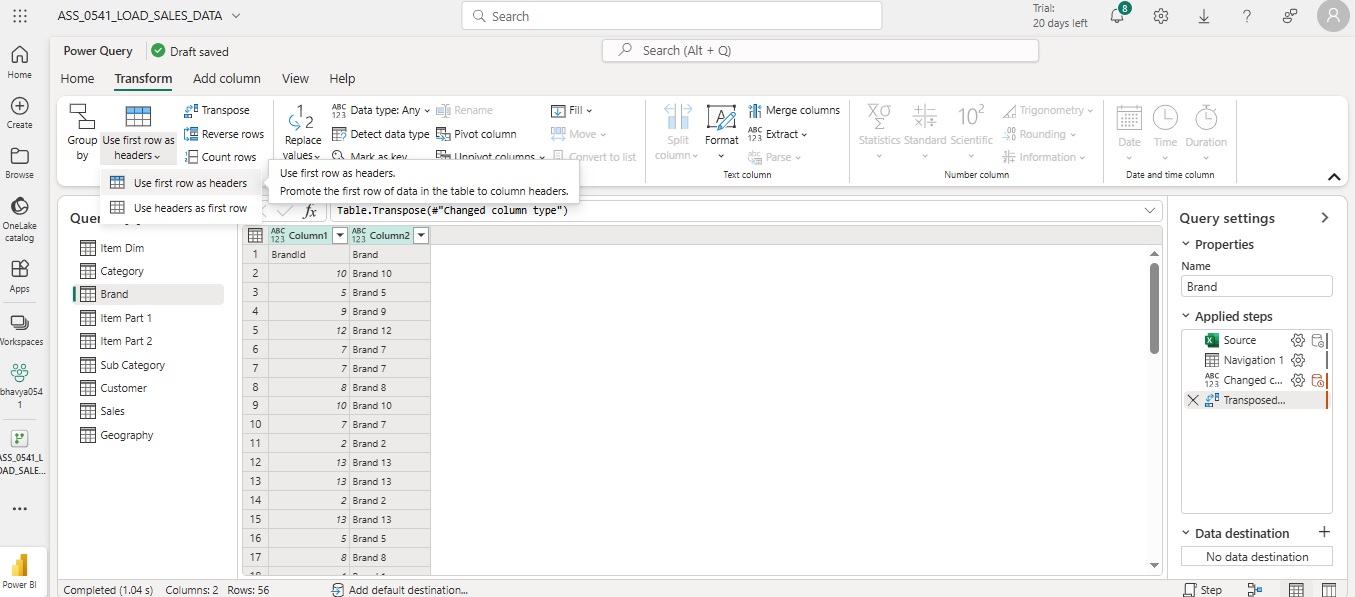 ASS_0541_LOAD_SALES_DATA
Search
Trial:
20 days left
8
Power Query
Draft saved
Search (Alt + Q)
Home
Transform
Add column
View
Help
Group by
Use first row as headers
Transpose
Reverse rows
Count rows
Replace values
Data type: Any
Detect data type
Mark as key
Rename
Pivot column
Unpivot columns
Fill
Move
Convert to list
Split column
Format
Merge columns
Extract
Parse
Text column
Statistics
Standard
Scientific
Trigonometry
Rounding
Information
Number column
Date
Time
Duration
Date and time column
Use first row as headers
Use headers as first row
Use first row as headers.
Promote the first row of data in the table to column headers.
Home
Create
Browse
OneLake
catalog
Apps
Workspaces
bhavya054
1
ASS_0541_L
OAD_SALE...
Power BI
Item Dim
Category
Brand
Item Part 1
Item Part 2
Sub Category
Customer
Sales
Geography
fx
Table.Transpose(#"Changed column type")
ABC 123 Column1
ABC 123 Column2
1 BrandId Brand
2 10 Brand 10
3 5 Brand 5
4 9 Brand 9
5 12 Brand 12
6 7 Brand 7
7 7 Brand 7
8 8 Brand 8
9 10 Brand 10
10 7 Brand 7
11 2 Brand 2
12 13 Brand 13
13 13 Brand 13
14 2 Brand 2
15 13 Brand 13
16 5 Brand 5
17 8 Brand 8
Query settings
Properties
Name
Brand
Applied steps
Source
Navigation 1
Changed c...
Transposed...
Data destination
No data destination
Completed (1.04 s)
Columns: 2
Rows: 56
Add default destination...
Step